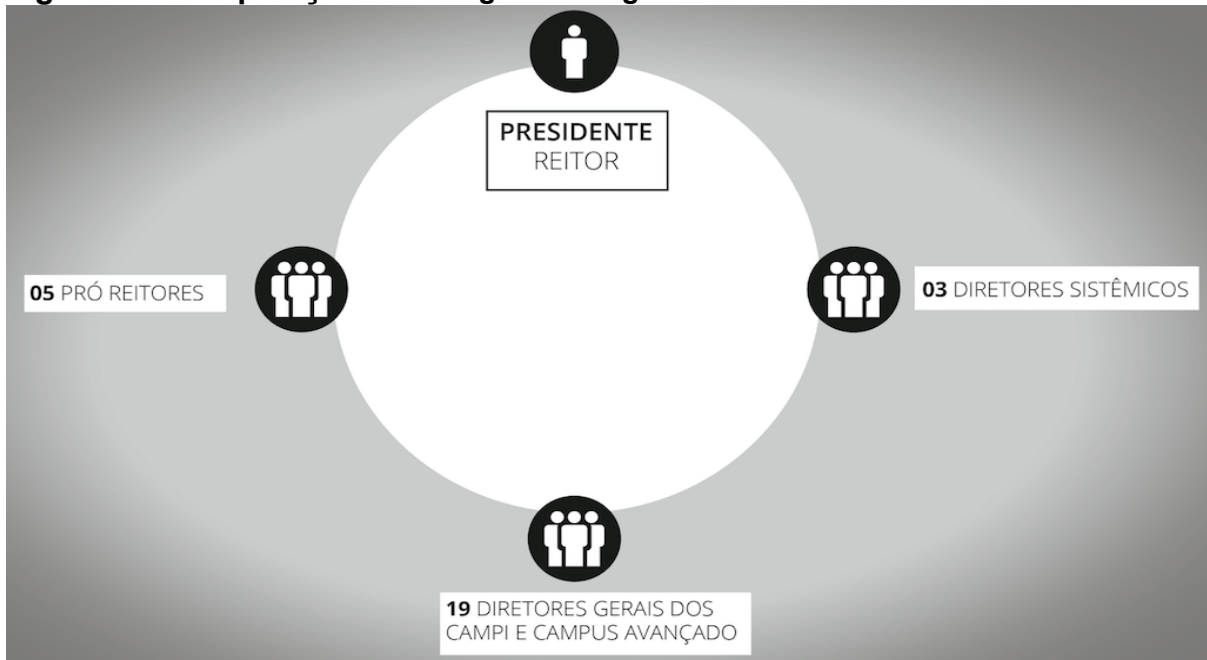 PRESIDENTE
REITOR
05 PRÓ REITORES
03 DIRETORES SISTÊMICOS
19 DIRETORES GERAIS DOS
CAMPI E CAMPUS AVANÇADO